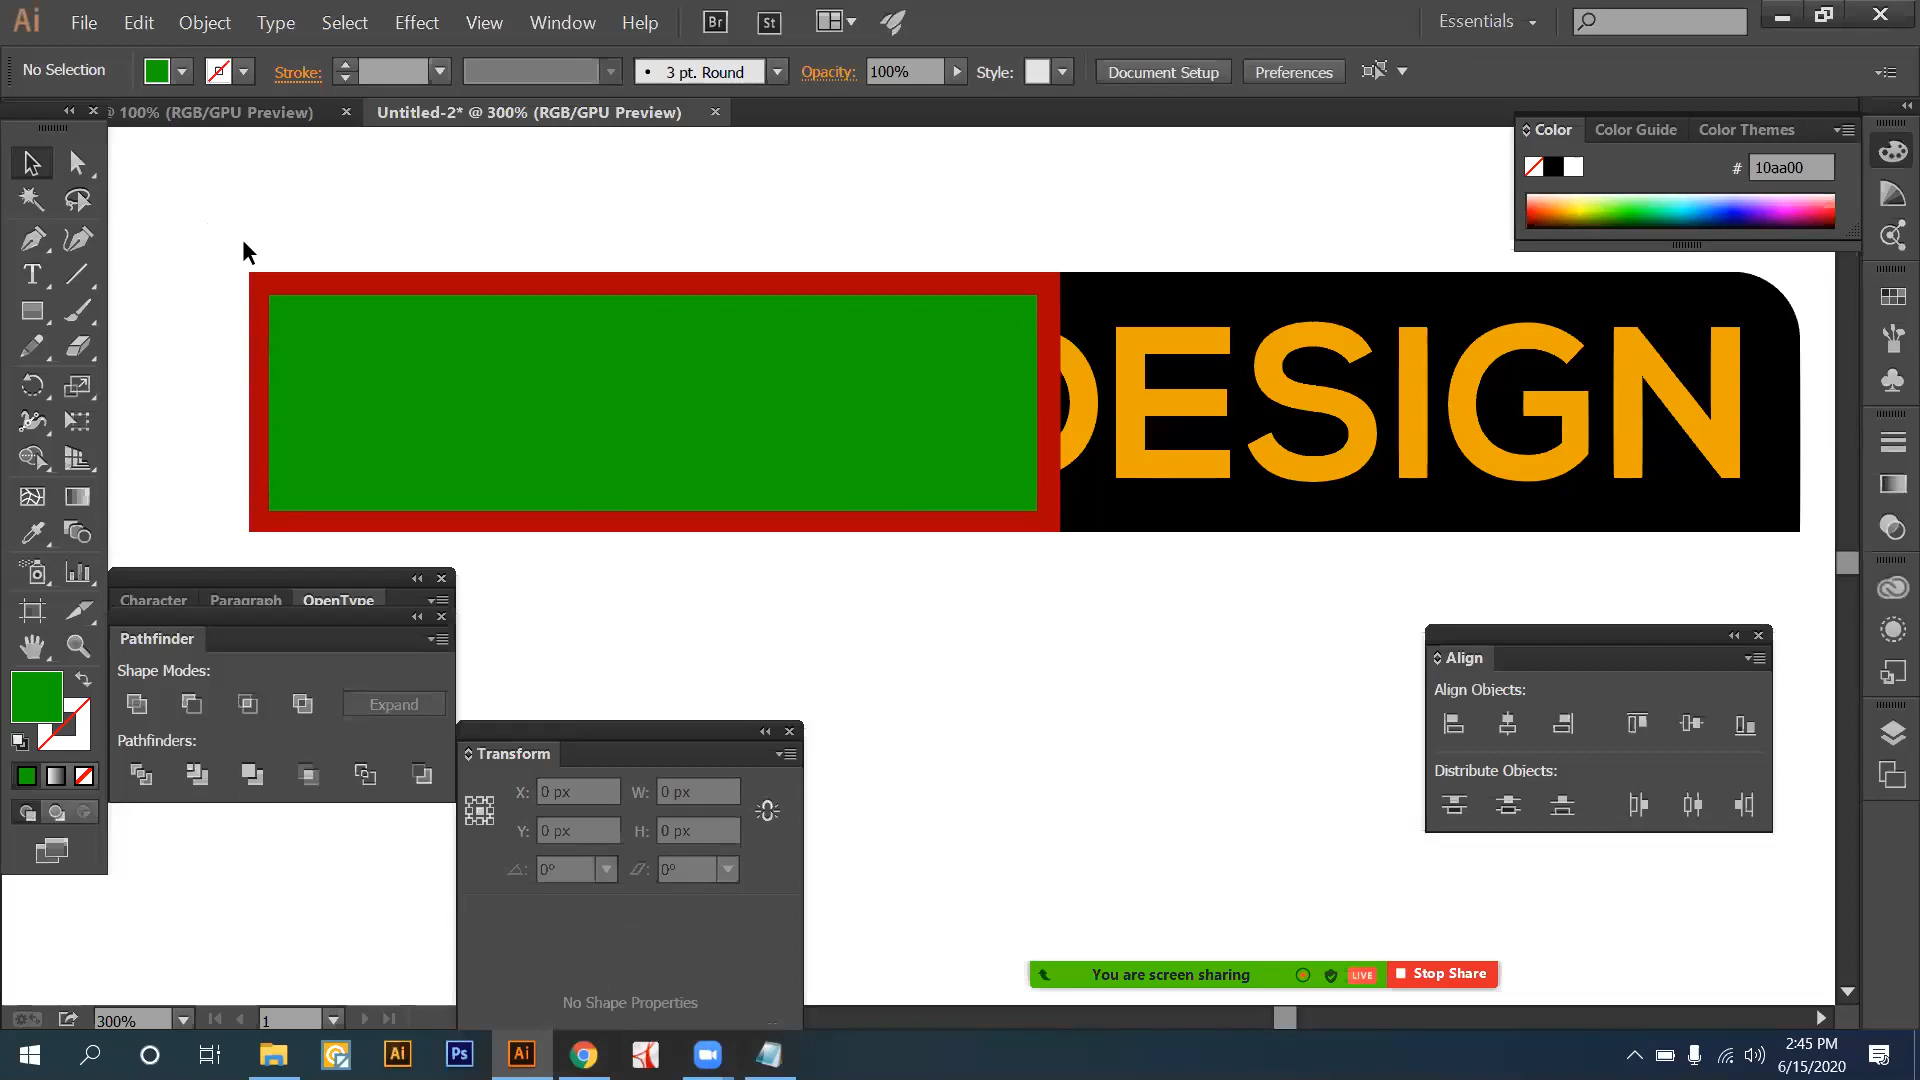 Ai File Edit Object Type Select Effect View Window Help Br St Essentials
No Selection Stroke: 3 pt. Round Opacity: 100% Style: Document Setup Preferences
@ 100% (RGB/GPU Preview) Untitled-2* @ 300% (RGB/GPU Preview)
Color Color Guide Color Themes
# 10aa00
DESIGN
Character Paragraph OpenType
Pathfinder
Shape Modes:
Expand
Pathfinders:
Transform
X: 0 px W: 0 px
Y: 0 px H: 0 px
0° 0°
No Shape Properties
Align
Align Objects:
Distribute Objects:
You are screen sharing LIVE Stop Share
300% 1
Ai Ps Ai
2:45 PM
6/15/2020